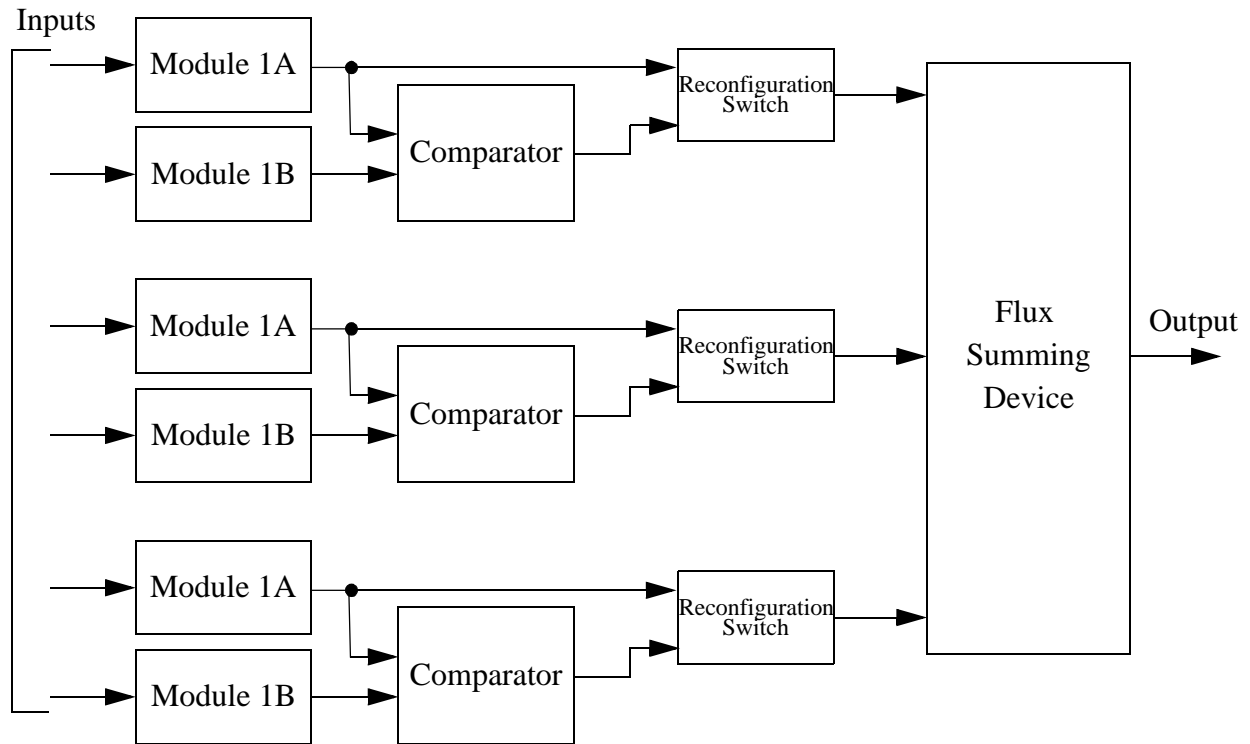 Inputs
Module 1A
Module 1B
Comparator
Reconfiguration
Switch
Module 1A
Module 1B
Comparator
Reconfiguration
Switch
Module 1A
Module 1B
Comparator
Reconfiguration
Switch
Flux
Summing
Device
Output